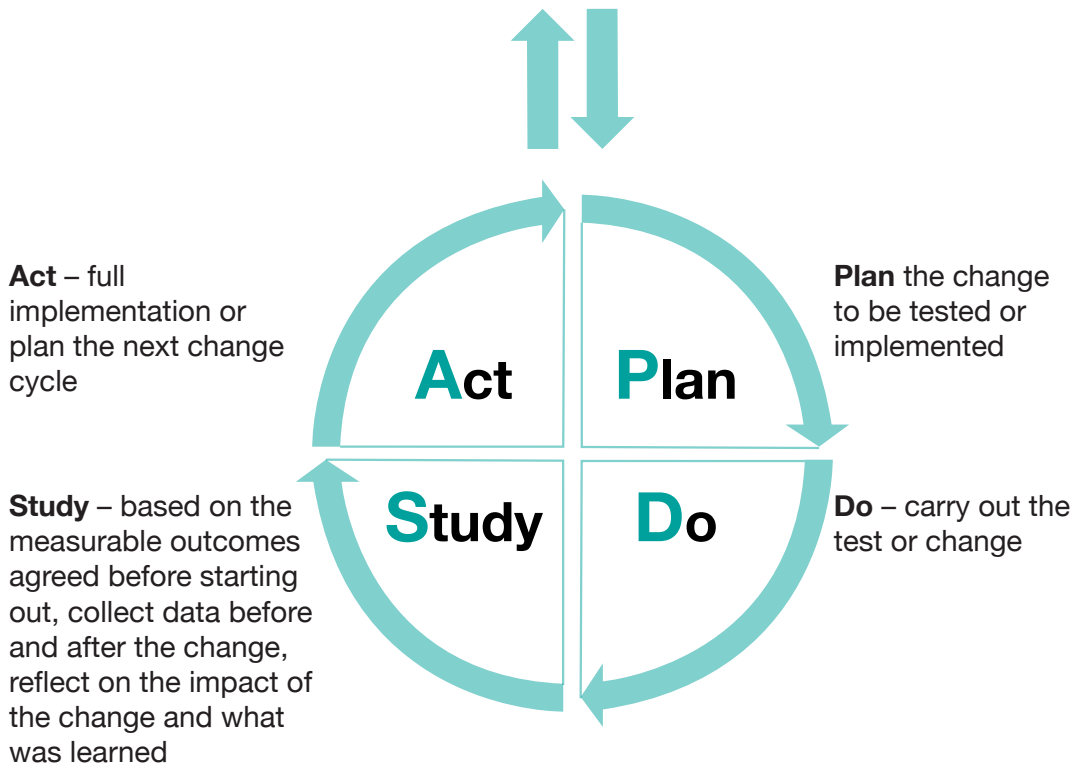 Act – full
implementation or
plan the next change
cycle
Plan the change
to be tested or
implemented
Act
Plan
Study
Do
Study – based on the
measurable outcomes
agreed before starting
out, collect data before
and after the change,
reflect on the impact of
the change and what
was learned
Do – carry out the
test or change